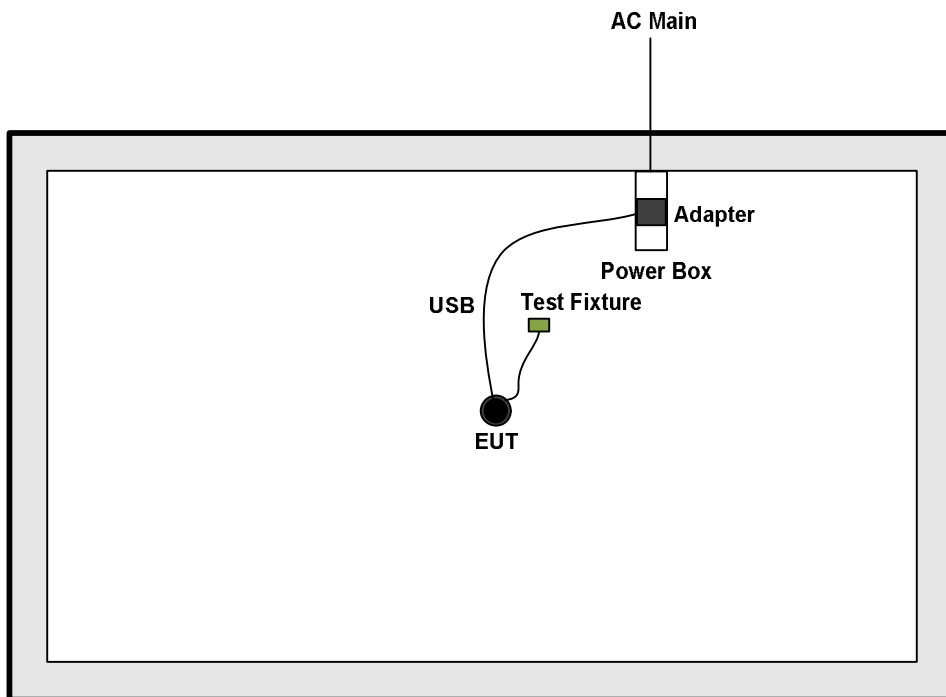 AC Main
Adapter
Power Box
USB
Test Fixture
EUT